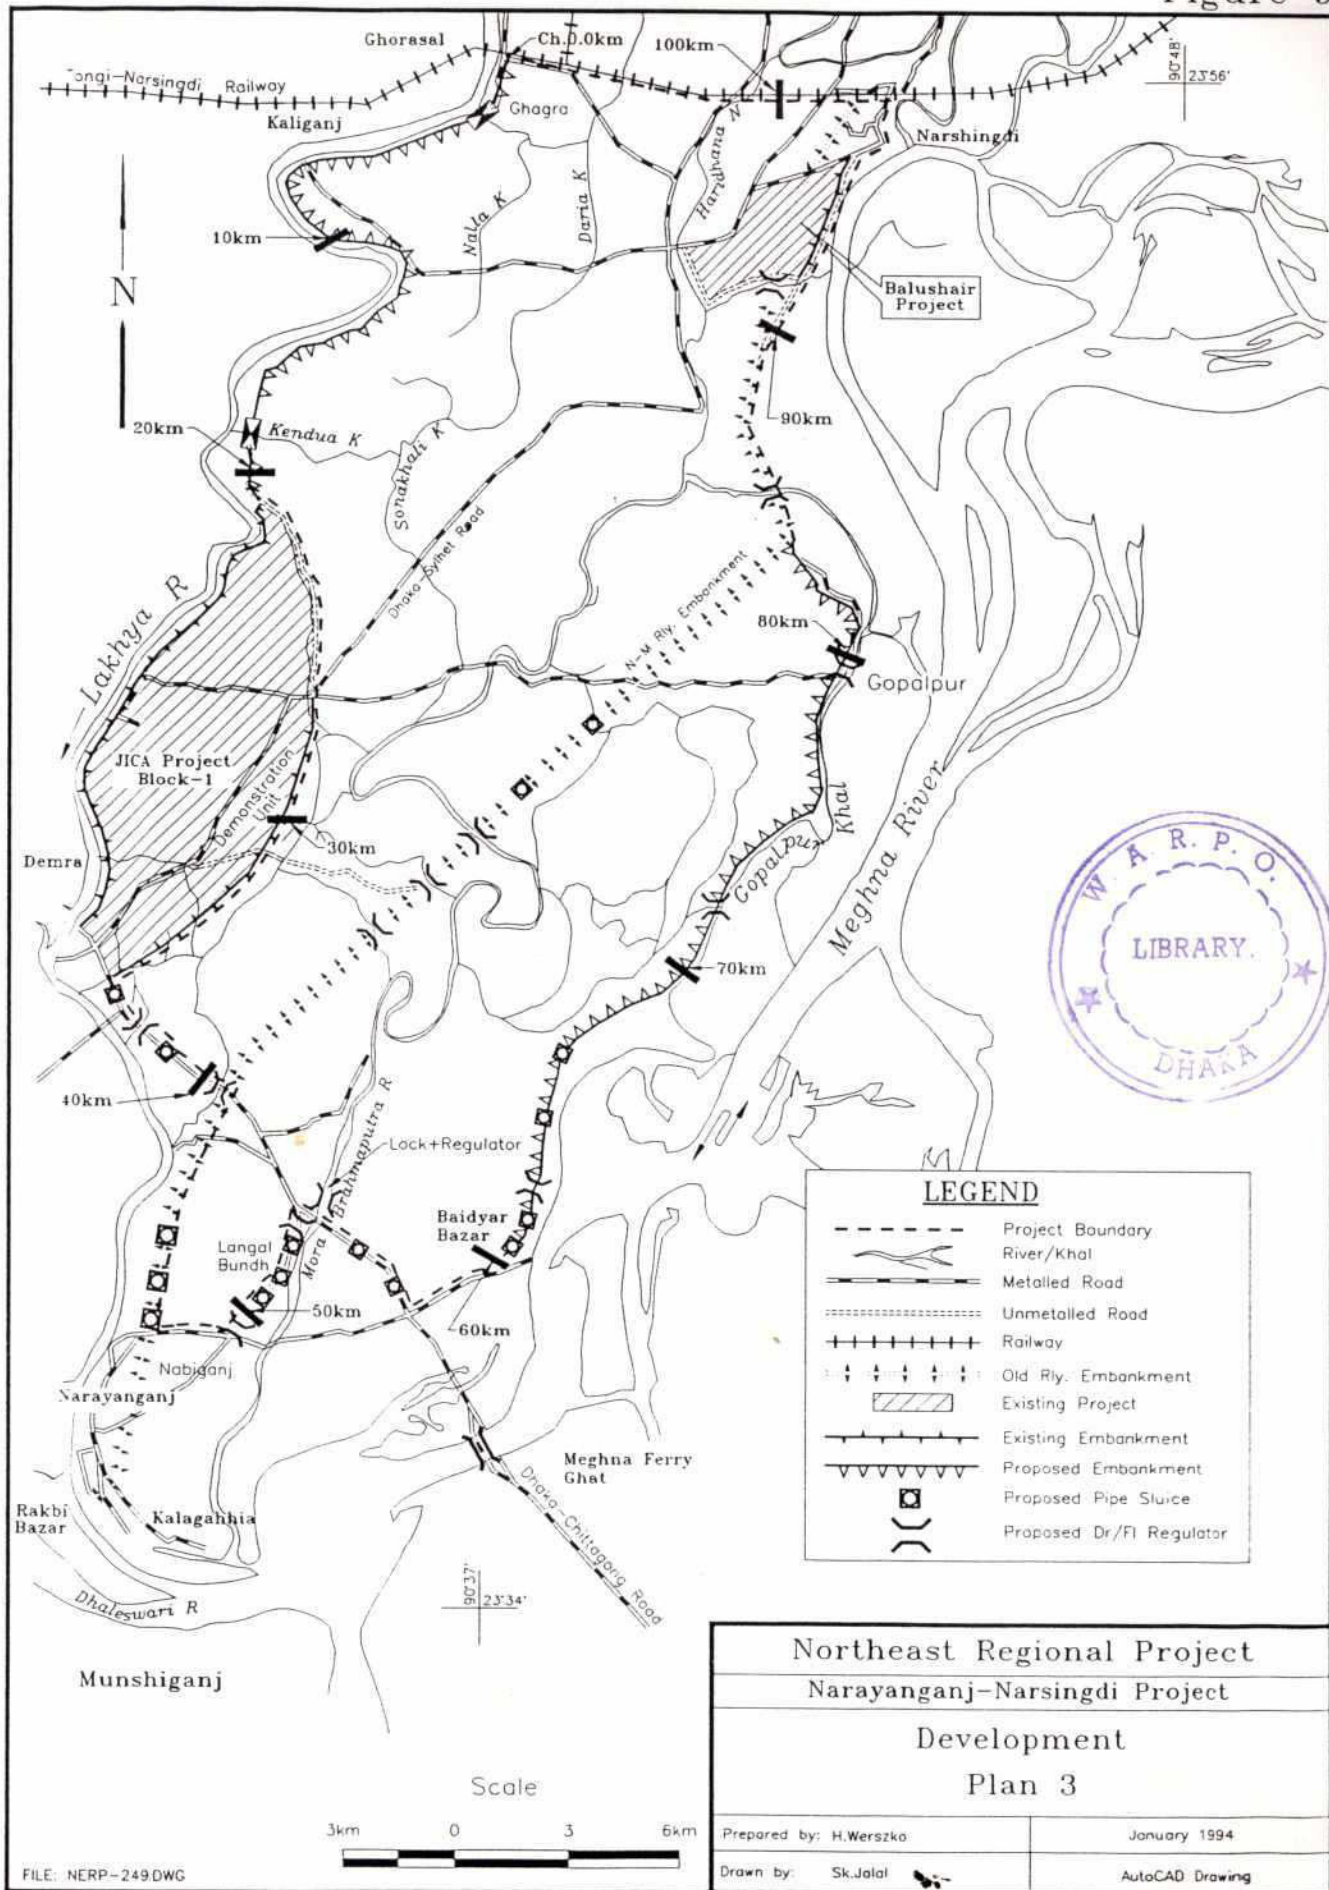 Figure
Ghorasal
Ch.0.0km
100km
90°48'
23°56'
Tongi-Narsingdi Railway
Kaliganj
Ghagra
Narshingdi
Haridhana N
Nalla K
Daria K
10km
N
Balushair
Project
90km
20km
Kendua K
Sonakhali K
Dhaka-Sylhet Road
N-M Rly. Embankment
Lakhya R
80km
Gopalpur
JICA Project
Block-1
Demonstration
Unit
30km
Demra
Gopalpur Khal
Meghna River
70km
W. A. R. P. O.
LIBRARY.
DHAKA
40km
Lock+Regulator
Mora Brahmaputra R
Baidyar
Bazar
Langal
Bundh
50km
60km
Nabiganj
Narayanganj
Meghna Ferry
Ghat
Dhaka-Chittagong Road
Rakbi
Bazar
Kalagahhia
Dhaleswari R
90°37'
23°34'
Munshiganj
LEGEND
Project Boundary
River/Khal
Metalled Road
Unmetalled Road
Railway
Old Rly. Embankment
Existing Project
Existing Embankment
Proposed Embankment
Proposed Pipe Sluice
Proposed Dr/Fl Regulator
Scale
3km 0 3 6km
FILE: NERP-249.DWG
Northeast Regional Project
Narayanganj-Narsingdi Project
Development
Plan 3
Prepared by: H.Werszko
January 1994
Drawn by: Sk.Jalal
AutoCAD Drawing